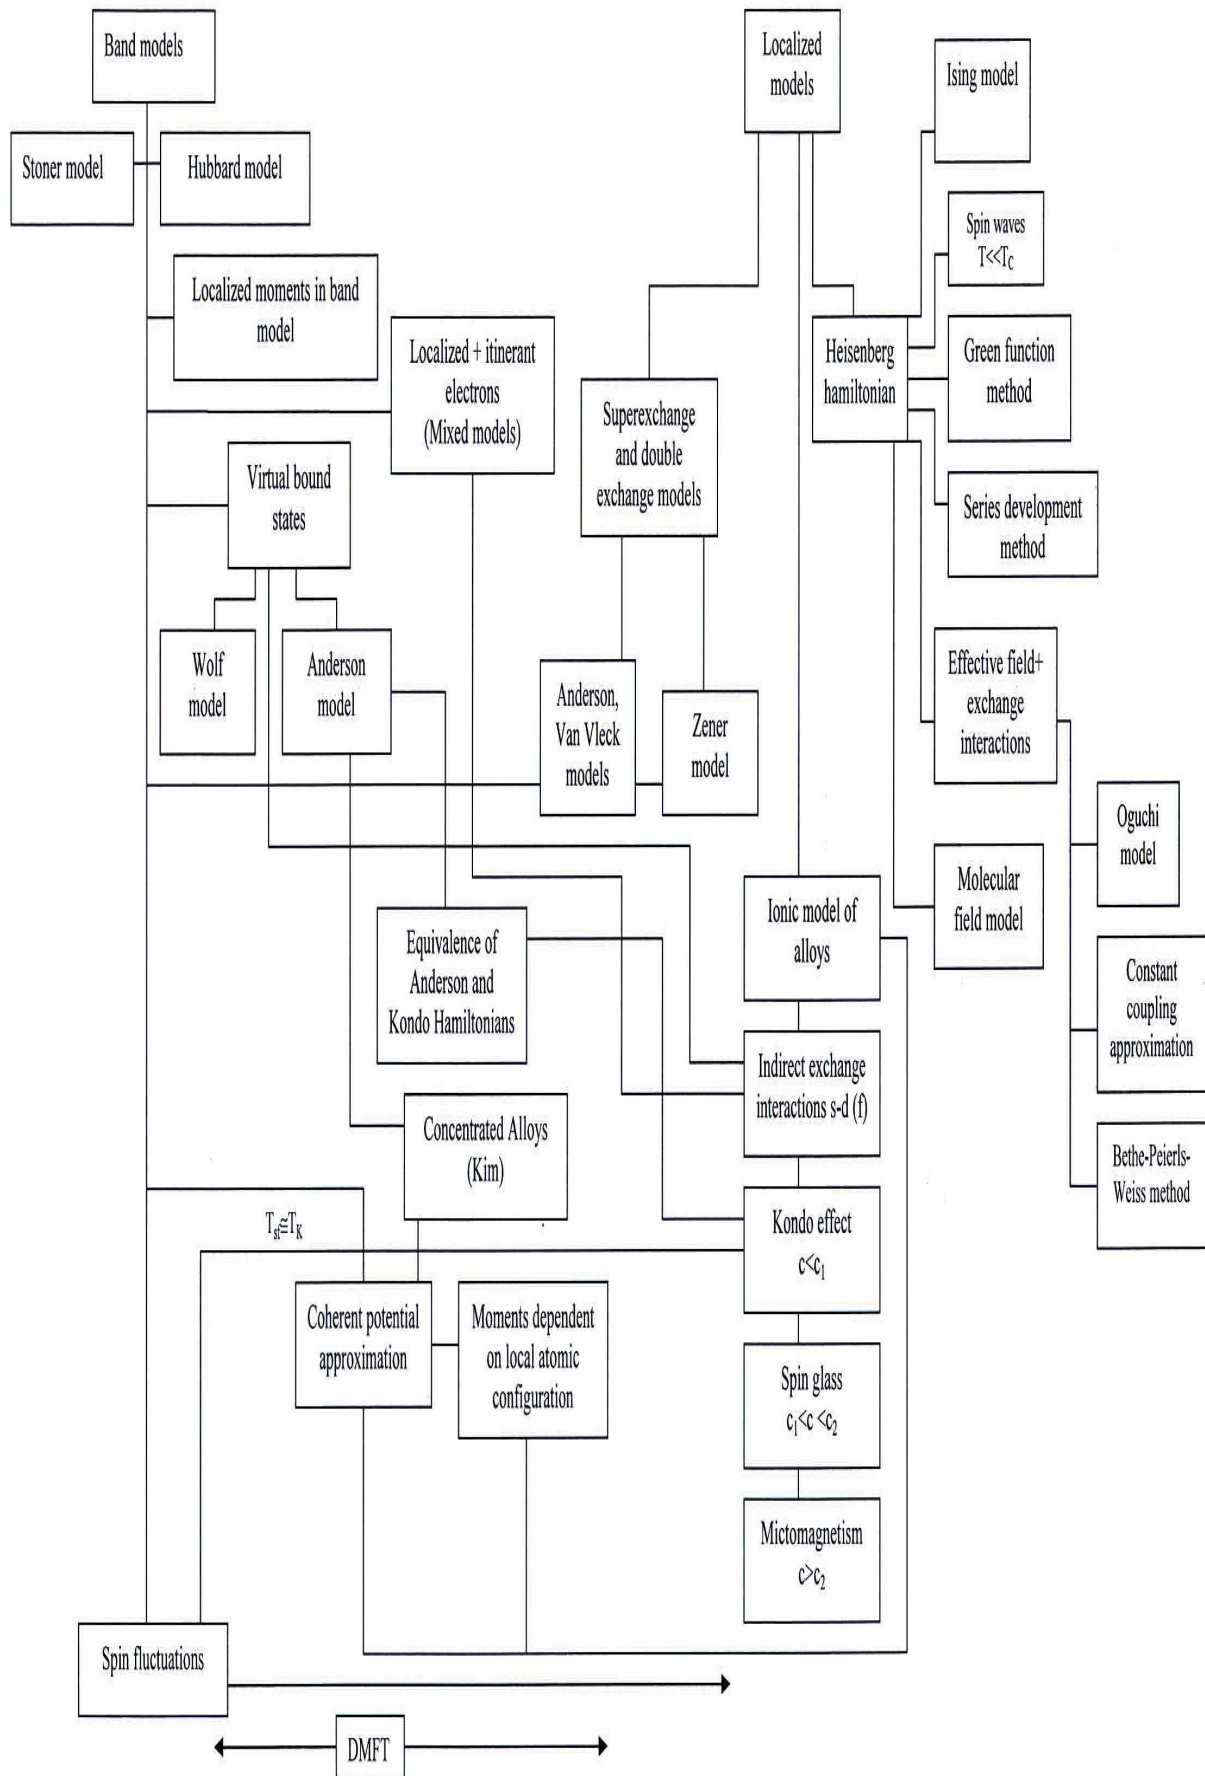 Band models
Localized
models
Ising model
Stoner model
Hubbard model
Spin waves
T<<T_C
Localized moments in band
model
Localized + itinerant
electrons
(Mixed models)
Heisenberg
hamiltonian
Green function
method
Superexchange
and double
exchange models
Virtual bound
states
Series development
method
Wolf
model
Anderson
model
Effective field+
exchange
interactions
Anderson,
Van Vleck
models
Zener
model
Oguchi
model
Molecular
field model
Ionic model of
alloys
Equivalence of
Anderson and
Kondo Hamiltonians
Constant
coupling
approximation
Indirect exchange
interactions s-d (f)
Concentrated Alloys
(Kim)
Bethe-Peierls-
Weiss method
T_sf≅T_K
Kondo effect
c<c₁
Coherent potential
approximation
Moments dependent
on local atomic
configuration
Spin glass
c₁<c <c₂
Mictomagnetism
c>c₂
Spin fluctuations
DMFT